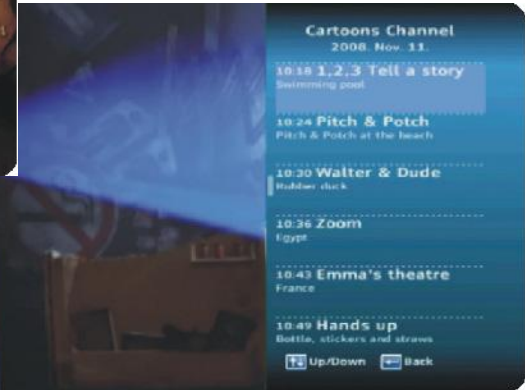 Cartoons Channel
2008. Nov. 11.
10:18 1,2,3 Tell a story
Swimming pool
10:24 Pitch & Potch
Pitch & Potch at the beach
10:30 Walter & Dude
Rubber duck
10:36 Zoom
Egypt
10:43 Emma's theatre
France
10:49 Hands up
Bottle, stickers and straws
Up/Down Back